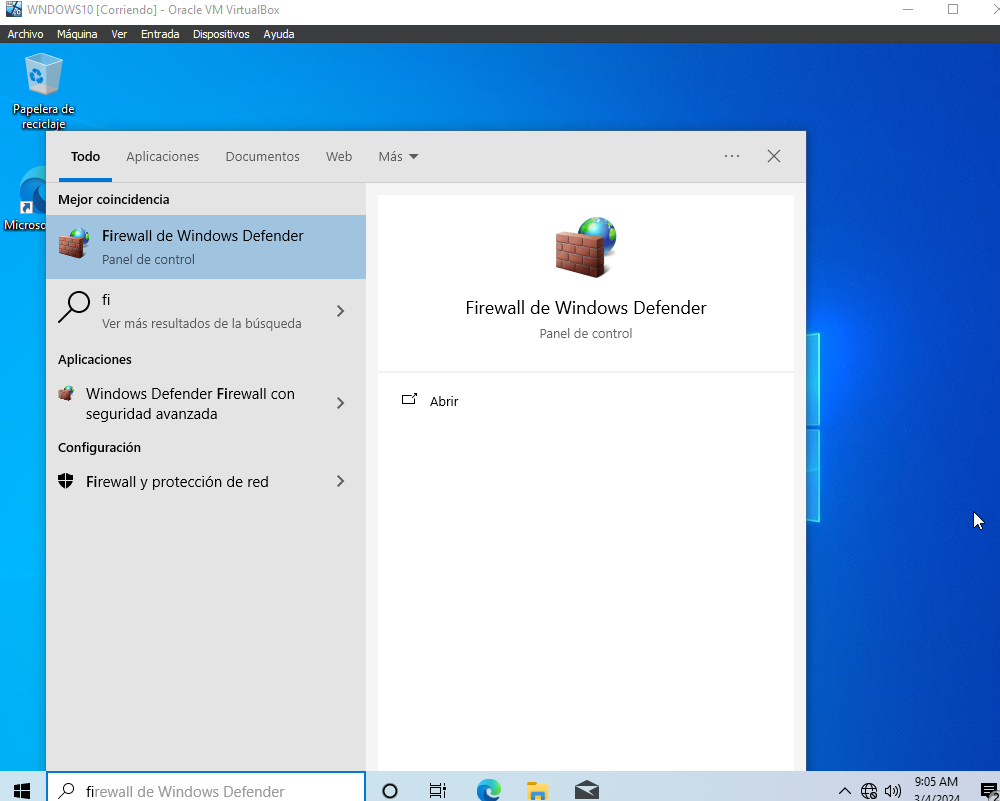 WNDOWS10 [Corriendo] - Oracle VM VirtualBox
Archivo Máquina Ver Entrada Dispositivos Ayuda
Papelera de
reciclaje
Todo Aplicaciones Documentos Web Más
Mejor coincidencia
Firewall de Windows Defender
Panel de control
fi
Ver más resultados de la búsqueda
Aplicaciones
Windows Defender Firewall con
seguridad avanzada
Configuración
Firewall y protección de red
Microso
Firewall de Windows Defender
Panel de control
Abrir
firewall de Windows Defender
9:05 AM
3/4/2024
2